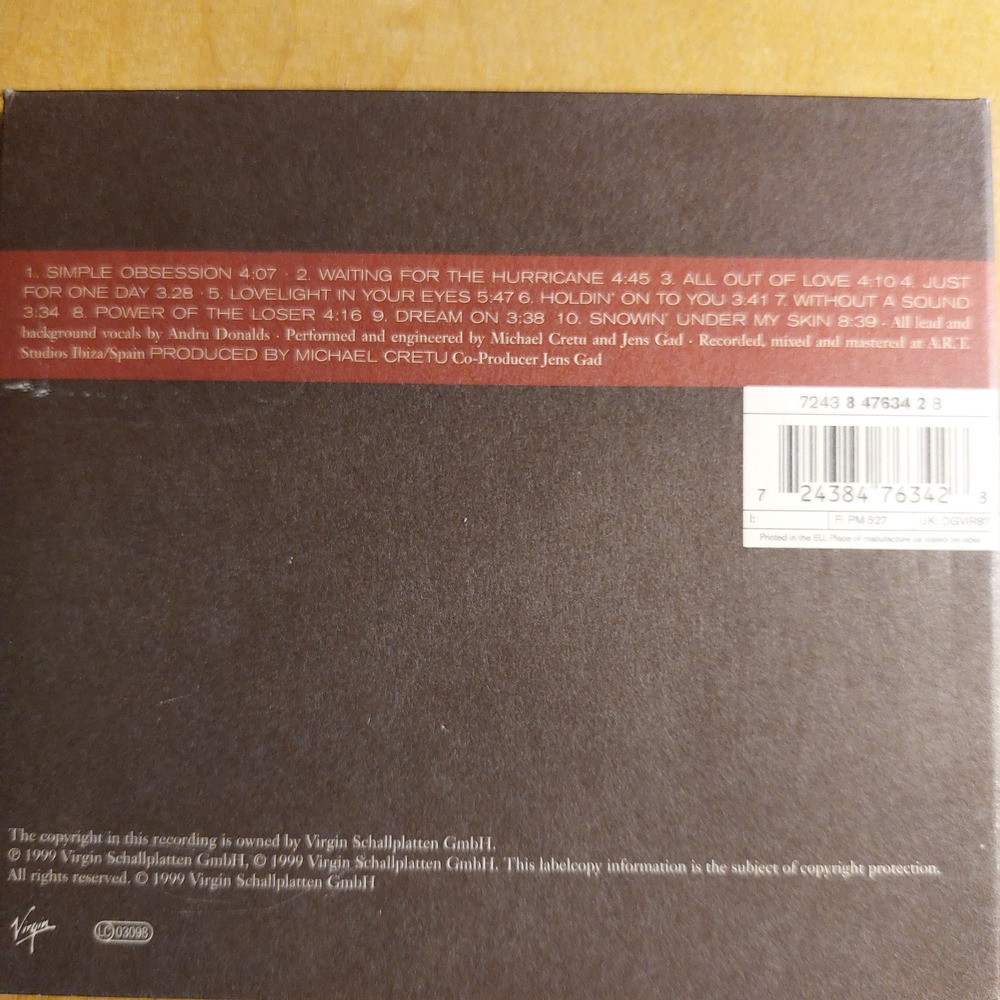 1. SIMPLE OBSESSION 4:07 · 2. WAITING FOR THE HURRICANE 4:45 3. ALL OUT OF LOVE 4:10 4. JUST
FOR ONE DAY 3.28 · 5. LOVELIGHT IN YOUR EYES 5:47 6. HOLDIN' ON TO YOU 3:41 7. WITHOUT A SOUND
3:34 8. POWER OF THE LOSER 4:16 9. DREAM ON 3:38 10. SNOWIN' UNDER MY SKIN 8:39 - All lead and
background vocals by Andru Donalds · Performed and engineered by Michael Cretu and Jens Gad · Recorded, mixed and mastered at A.R.T.
Studios Ibiza/Spain PRODUCED BY MICHAEL CRETU Co-Producer Jens Gad
7243 8 47634 2 8
7 24384 76342 8
I: F: PM 527 UK: DGVIR87
Printed in the EU. Place of manufacture as stated on label.
The copyright in this recording is owned by Virgin Schallplatten GmbH.
℗ 1999 Virgin Schallplatten GmbH, © 1999 Virgin Schallplatten GmbH. This labelcopy information is the subject of copyright protection.
All rights reserved. © 1999 Virgin Schallplatten GmbH
Virgin LC 03098